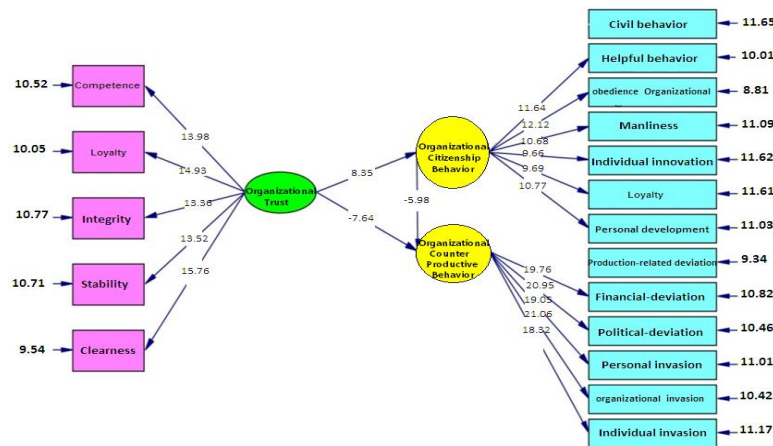 10.52
Competence
10.05
Loyalty
10.77
Integrity
10.71
Stability
9.54
Clearness
13.98
14.93
13.36
13.52
15.76
Organizational
Trust
8.35
-7.64
-5.98
Organizational
Citizenship
Behavior
Organizational
Counter
Productive
Behavior
11.64
12.12
10.68
9.66
9.69
10.77
19.76
20.95
19.05
21.06
18.32
Civil behavior
11.65
Helpful behavior
10.01
obedience Organizational
8.81
Manliness
11.09
Individual innovation
11.62
Loyalty
11.61
Personal development
11.03
Production-related deviation
9.34
Financial-deviation
10.82
Political-deviation
10.46
Personal invasion
11.01
organizational invasion
10.42
Individual invasion
11.17